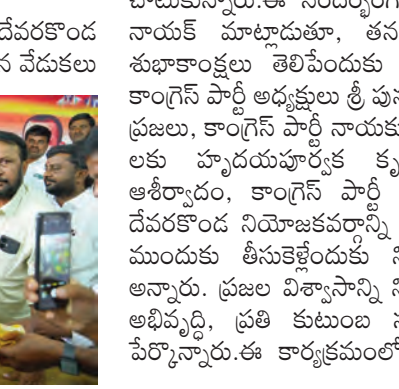 దేవరకొండ
న వేడుకలు
చాటుకున్నారు.ఈ సందర్భంగ
నాయక్ మాట్లాడుతూ, తన
శుభాకాంక్షలు తెలిపేందుకు
కాంగ్రెస్ పార్టీ అధ్యక్షులు శ్రీ పున
ప్రజలు, కాంగ్రెస్ పార్టీ నాయకు
లకు హృదయపూర్వక కృ
ఆశీర్వాదం, కాంగ్రెస్ పార్టీ
దేవరకొండ నియోజకవర్గాన్ని
ముందుకు తీసుకెళ్లేందుకు ని
అన్నారు. ప్రజల విశ్వాసాన్ని ని
అభివృద్ధి, ప్రతి కుటుంబ స
పేర్కొన్నారు.ఈ కార్యక్రమంలో